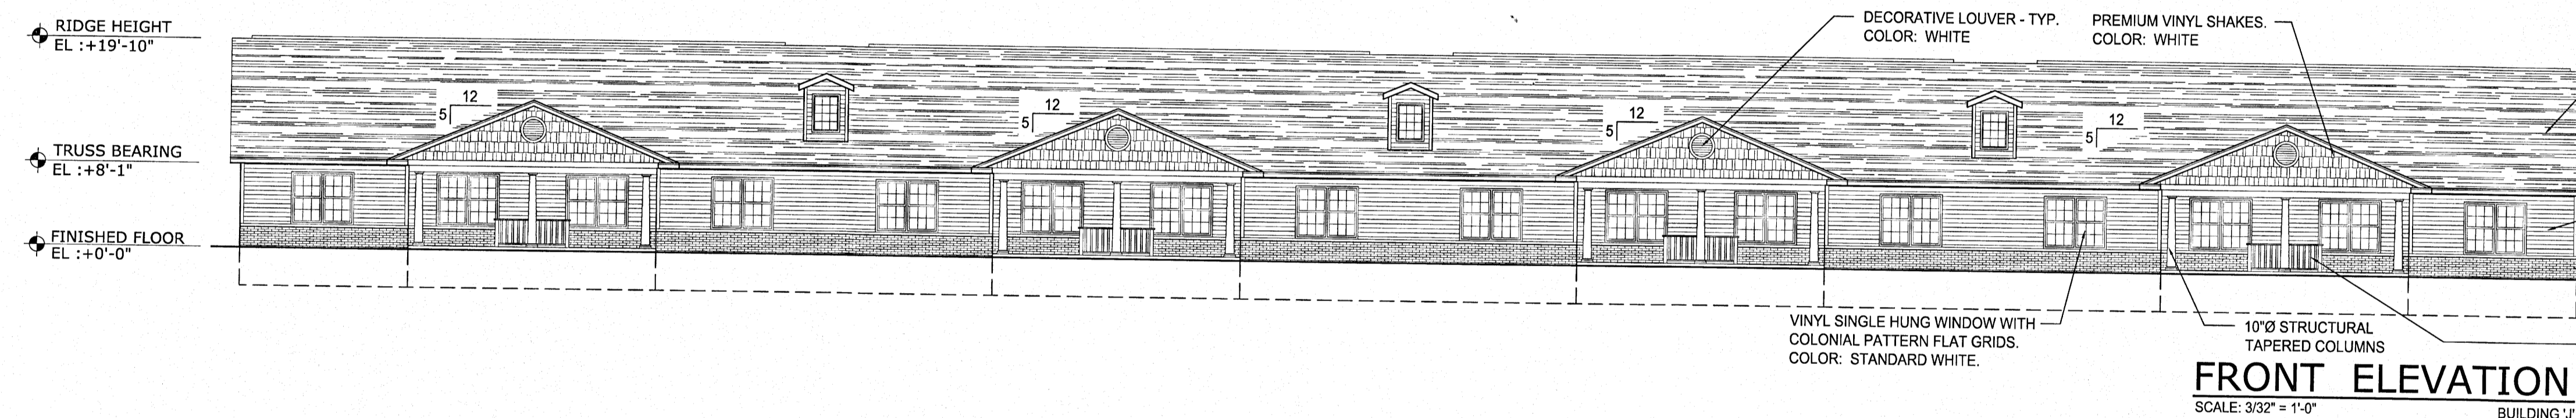 RIDGE HEIGHT
EL :+19'-10"
TRUSS BEARING
EL :+8'-1"
FINISHED FLOOR
EL :+0'-0"
12
5
12
5
12
5
12
5
DECORATIVE LOUVER - TYP.
COLOR: WHITE
PREMIUM VINYL SHAKES.
COLOR: WHITE
VINYL SINGLE HUNG WINDOW WITH
COLONIAL PATTERN FLAT GRIDS.
COLOR: STANDARD WHITE.
10"Ø STRUCTURAL
TAPERED COLUMNS
FRONT ELEVATION
SCALE: 3/32" = 1'-0"
BUILDING 'J'